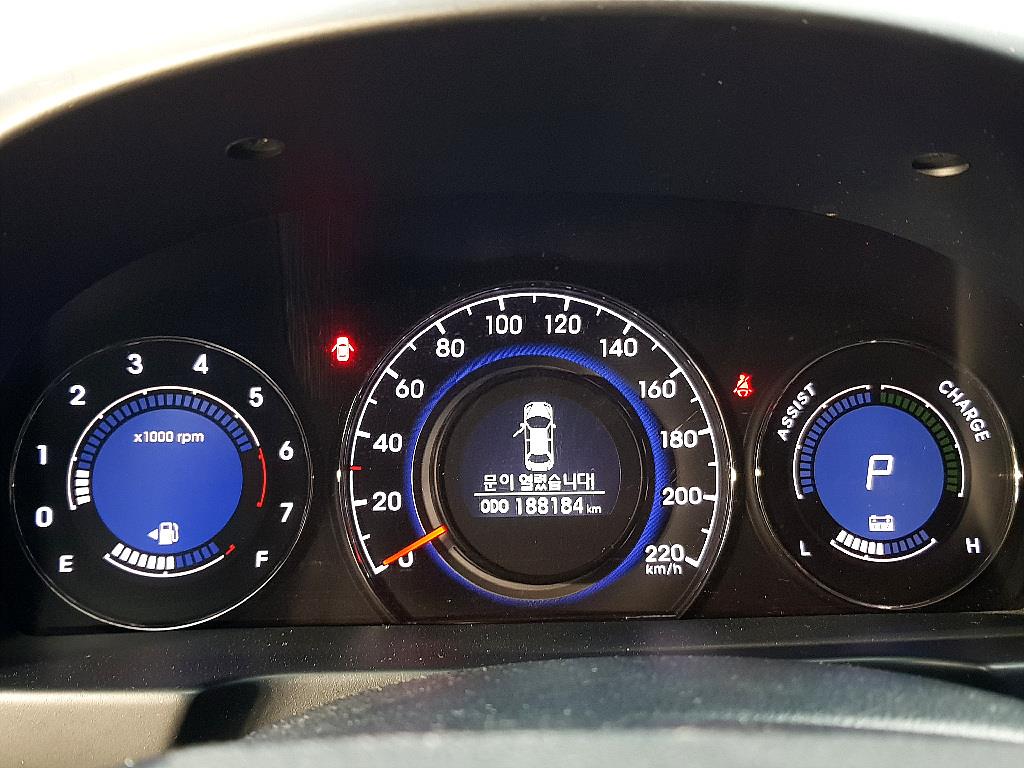 0 1 2 3 4 5 6 7
x1000 rpm
E F
0 20 40 60 80 100 120 140 160 180 200 220
km/h
문이 열렸습니다!
ODO 188184 km
ASSIST CHARGE
P
L H